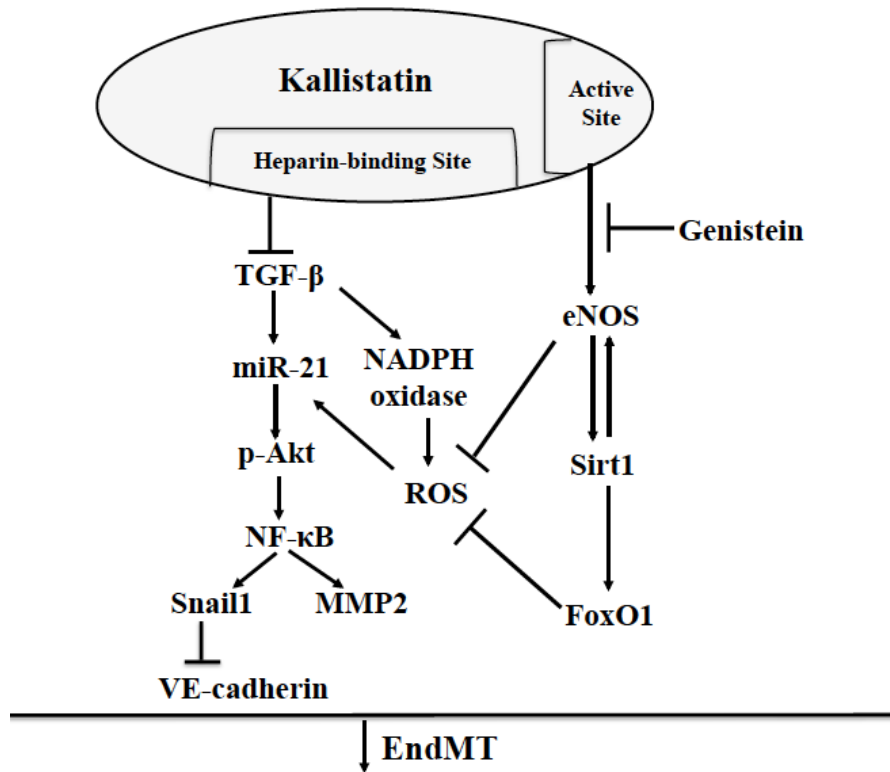 Kallistatin
Active
Site
Heparin-binding Site
Genistein
TGF-β
eNOS
miR-21
NADPH
oxidase
p-Akt
Sirt1
ROS
NF-κB
Snail1
MMP2
FoxO1
VE-cadherin
EndMT